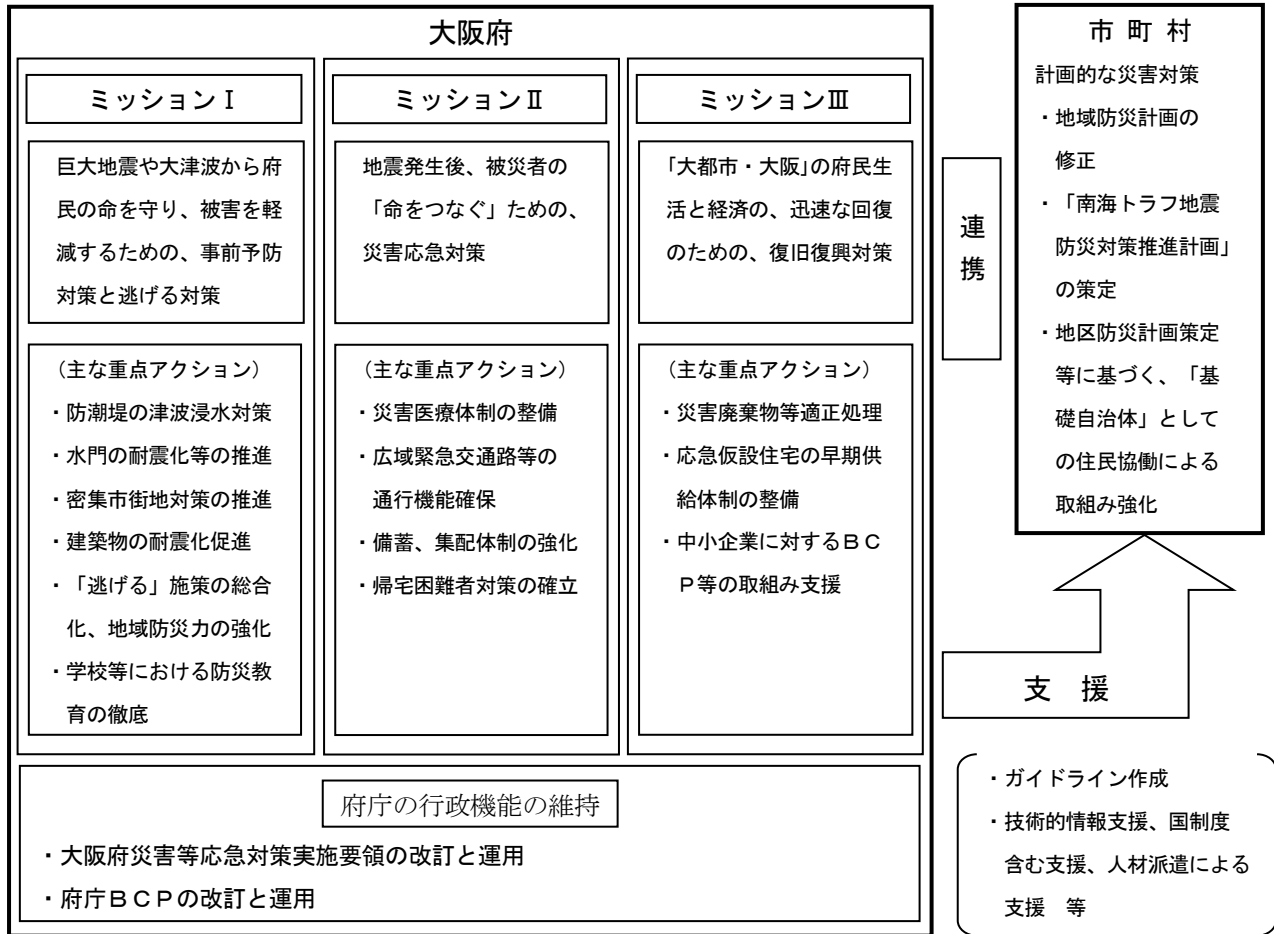 大阪府
ミッションⅠ
巨大地震や大津波から府
民の命を守り、被害を軽
減するための、事前予防
対策と逃げる対策
(主な重点アクション)
・防潮堤の津波浸水対策
・水門の耐震化等の推進
・密集市街地対策の推進
・建築物の耐震化促進
・「逃げる」施策の総合
化、地域防災力の強化
・学校等における防災教
育の徹底
ミッションⅡ
地震発生後、被災者の
「命をつなぐ」ための、
災害応急対策
(主な重点アクション)
・災害医療体制の整備
・広域緊急交通路等の
通行機能確保
・備蓄、集配体制の強化
・帰宅困難者対策の確立
ミッションⅢ
「大都市・大阪」の府民生
活と経済の、迅速な回復
のための、復旧復興対策
(主な重点アクション)
・災害廃棄物等適正処理
・応急仮設住宅の早期供
給体制の整備
・中小企業に対するBC
P等の取組み支援
府庁の行政機能の維持
・大阪府災害等応急対策実施要領の改訂と運用
・府庁BCPの改訂と運用
連
携
市 町 村
計画的な災害対策
・地域防災計画の
修正
・「南海トラフ地震
防災対策推進計画」
の策定
・地区防災計画策定
等に基づく、「基
礎自治体」として
の住民協働による
取組み強化
支 援
・ガイドライン作成
・技術的情報支援、国制度
含む支援、人材派遣による
支援 等